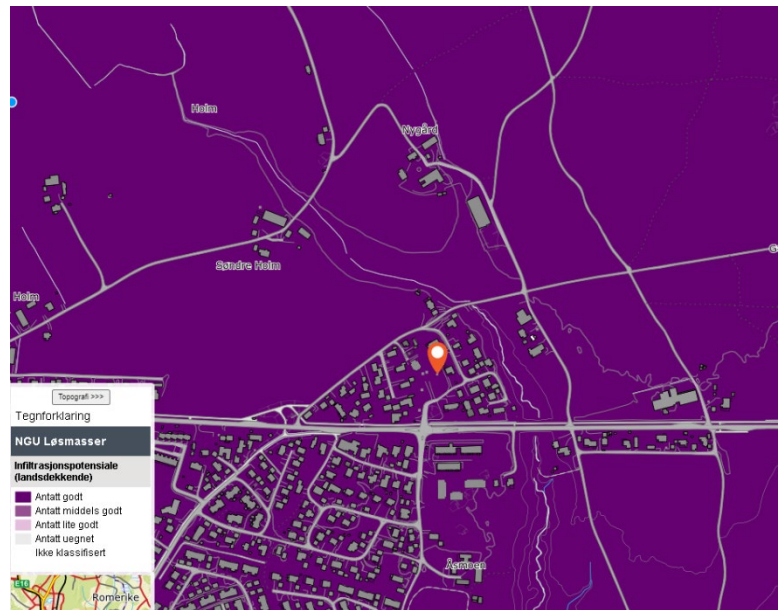 Holm
Nygård
Søndre Holm
G
Holm
Topografi >>>
Tegnforklaring
NGU Løsmasser
Infiltrasjonspotensiale
(landsdekkende)
Antatt godt
Antatt middels godt
Antatt lite godt
Antatt uegnet
Ikke klassifisert
Åsmoen
E16
Romerike